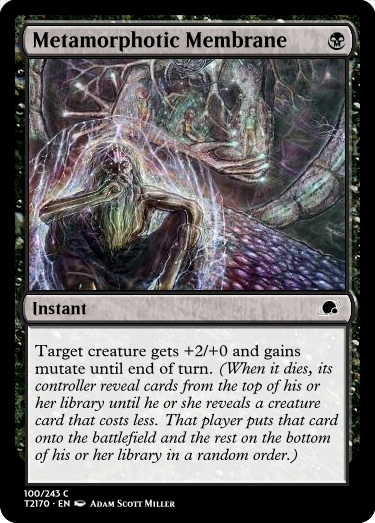 Metamorphotic Membrane
Instant
Target creature gets +2/+0 and gains
mutate until end of turn. (When it dies, its
controller reveal cards from the top of his or
her library until he or she reveals a creature
card that costs less. That player puts that card
onto the battlefield and the rest on the bottom
of his or her library in a random order.)
100/243 C
T2170 · EN Adam Scott Miller